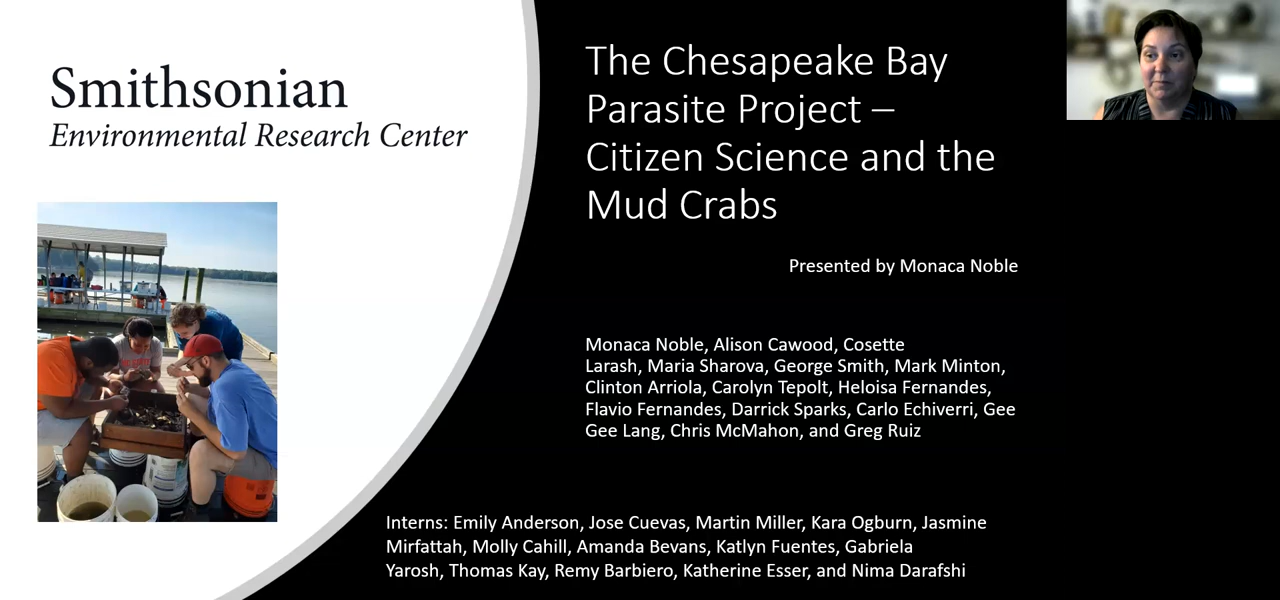 Smithsonian
Environmental Research Center
The Chesapeake Bay
Parasite Project –
Citizen Science and the
Mud Crabs
Presented by Monaca Noble
Monaca Noble, Alison Cawood, Cosette
Larash, Maria Sharova, George Smith, Mark Minton,
Clinton Arriola, Carolyn Tepolt, Heloisa Fernandes,
Flavio Fernandes, Darrick Sparks, Carlo Echiverri, Gee
Gee Lang, Chris McMahon, and Greg Ruiz
Interns: Emily Anderson, Jose Cuevas, Martin Miller, Kara Ogburn, Jasmine
Mirfattah, Molly Cahill, Amanda Bevans, Katlyn Fuentes, Gabriela
Yarosh, Thomas Kay, Remy Barbiero, Katherine Esser, and Nima Darafshi